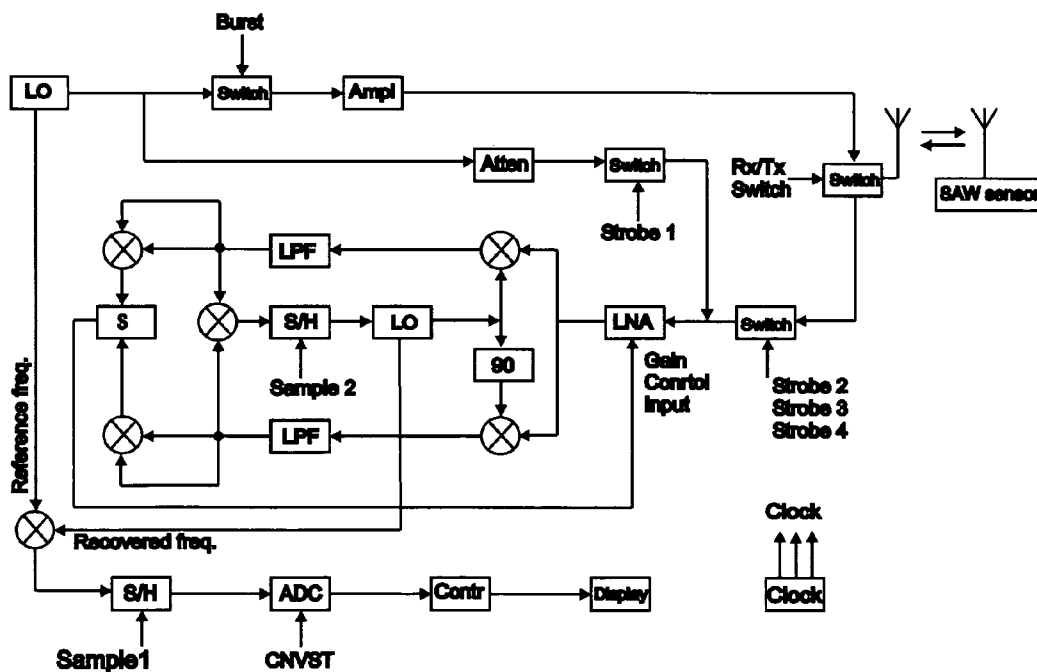 Burst
LO
Switch
Ampl
Atten
Switch
Rx/Tx
Switch
Switch
SAW sensor
Strobe 1
LPF
S
S/H
LO
LNA
Switch
90
Sample 2
Gain
Conrtol
Input
Strobe 2
Strobe 3
Strobe 4
LPF
Reference freq.
Recovered freq.
Clock
S/H
ADC
Contr
Display
Clock
Sample1
CNVST